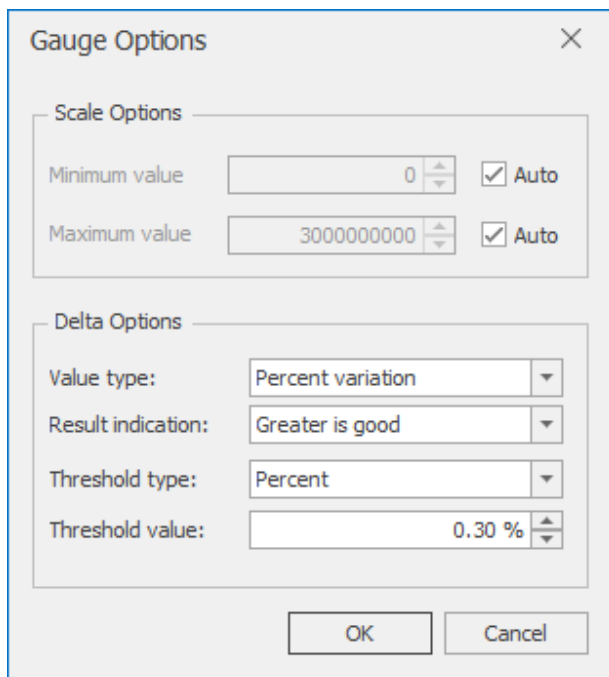 Gauge Options
Scale Options
Minimum value 0 Auto
Maximum value 3000000000 Auto
Delta Options
Value type: Percent variation
Result indication: Greater is good
Threshold type: Percent
Threshold value: 0.30 %
OK Cancel